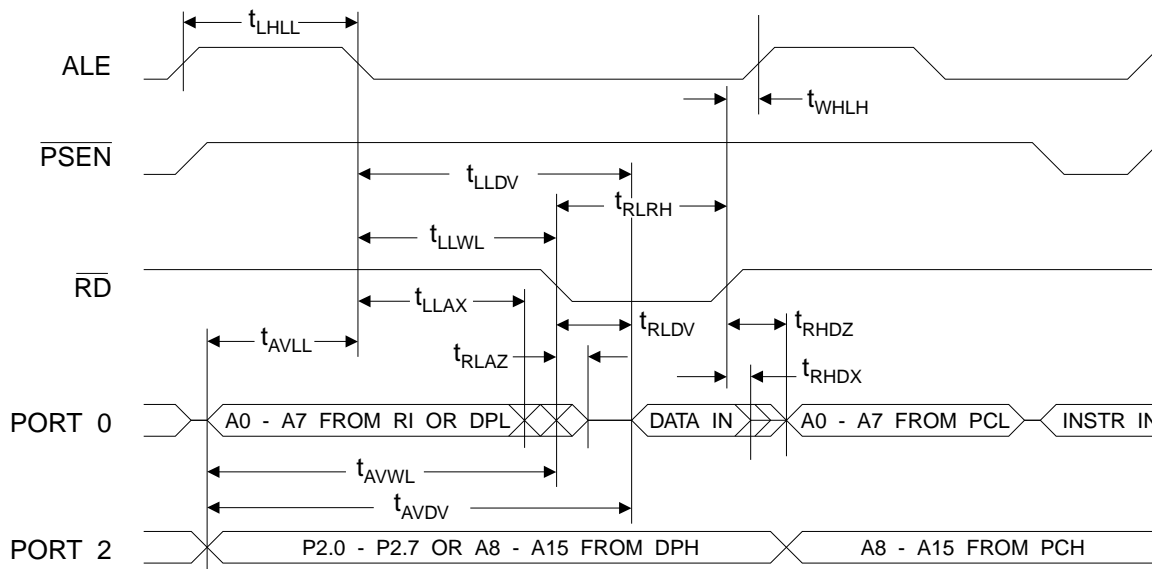 tLHLL
ALE
tWHLH
PSEN
tLLDV
tRLRH
tLLWL
RD
tLLAX
tRLDV
tRHDZ
tAVLL
tRLAZ
tRHDX
PORT 0
A0 - A7 FROM RI OR DPL
DATA IN
A0 - A7 FROM PCL
INSTR IN
tAVWL
tAVDV
PORT 2
P2.0 - P2.7 OR A8 - A15 FROM DPH
A8 - A15 FROM PCH